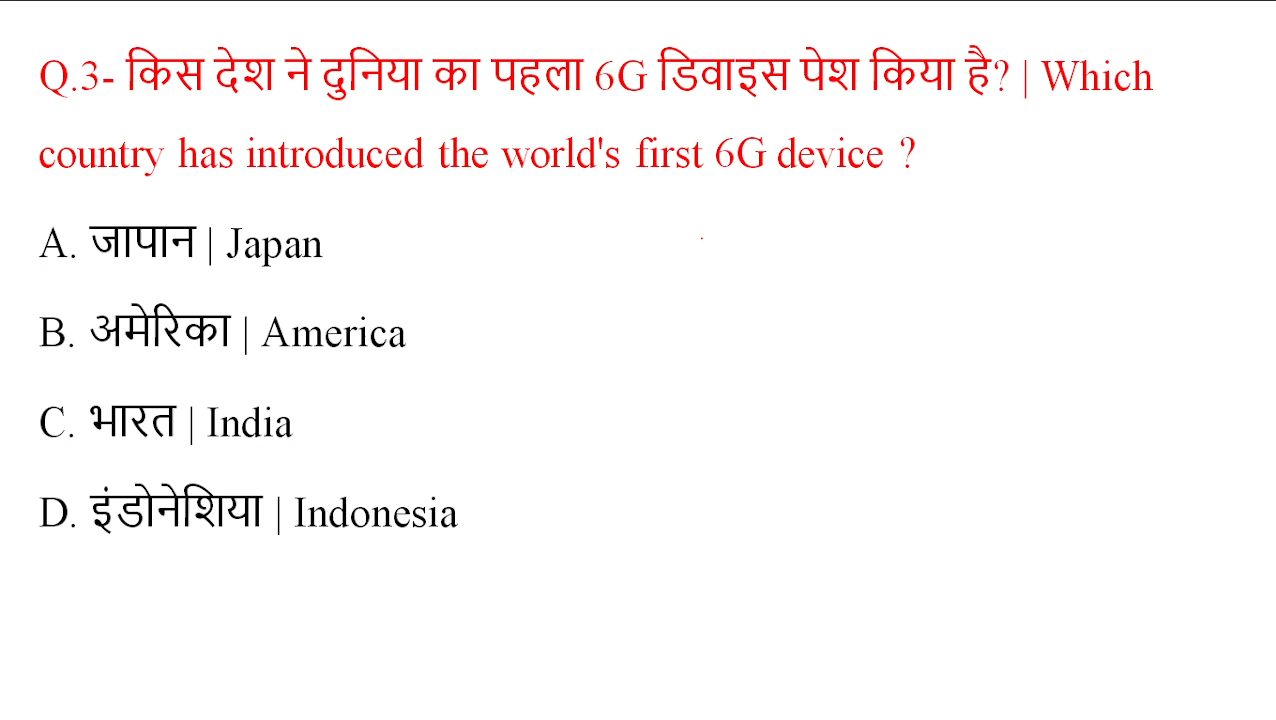 Q.3- किस देश ने दुनिया का पहला 6G डिवाइस पेश किया है? | Which
country has introduced the world's first 6G device ?
A. जापान | Japan
B. अमेरिका | America
C. भारत | India
D. इंडोनेशिया | Indonesia